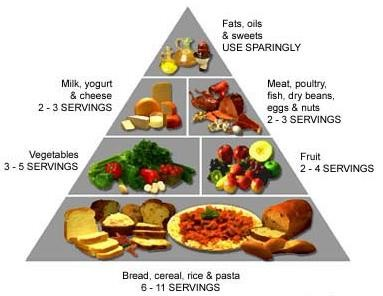 Fats, oils
& sweets
USE SPARINGLY
Milk, yogurt
& cheese
2 - 3 SERVINGS
Meat, poultry,
fish, dry beans,
eggs & nuts
2 - 3 SERVINGS
Vegetables
3 - 5 SERVINGS
Fruit
2 - 4 SERVINGS
Bread, cereal, rice & pasta
6 - 11 SERVINGS